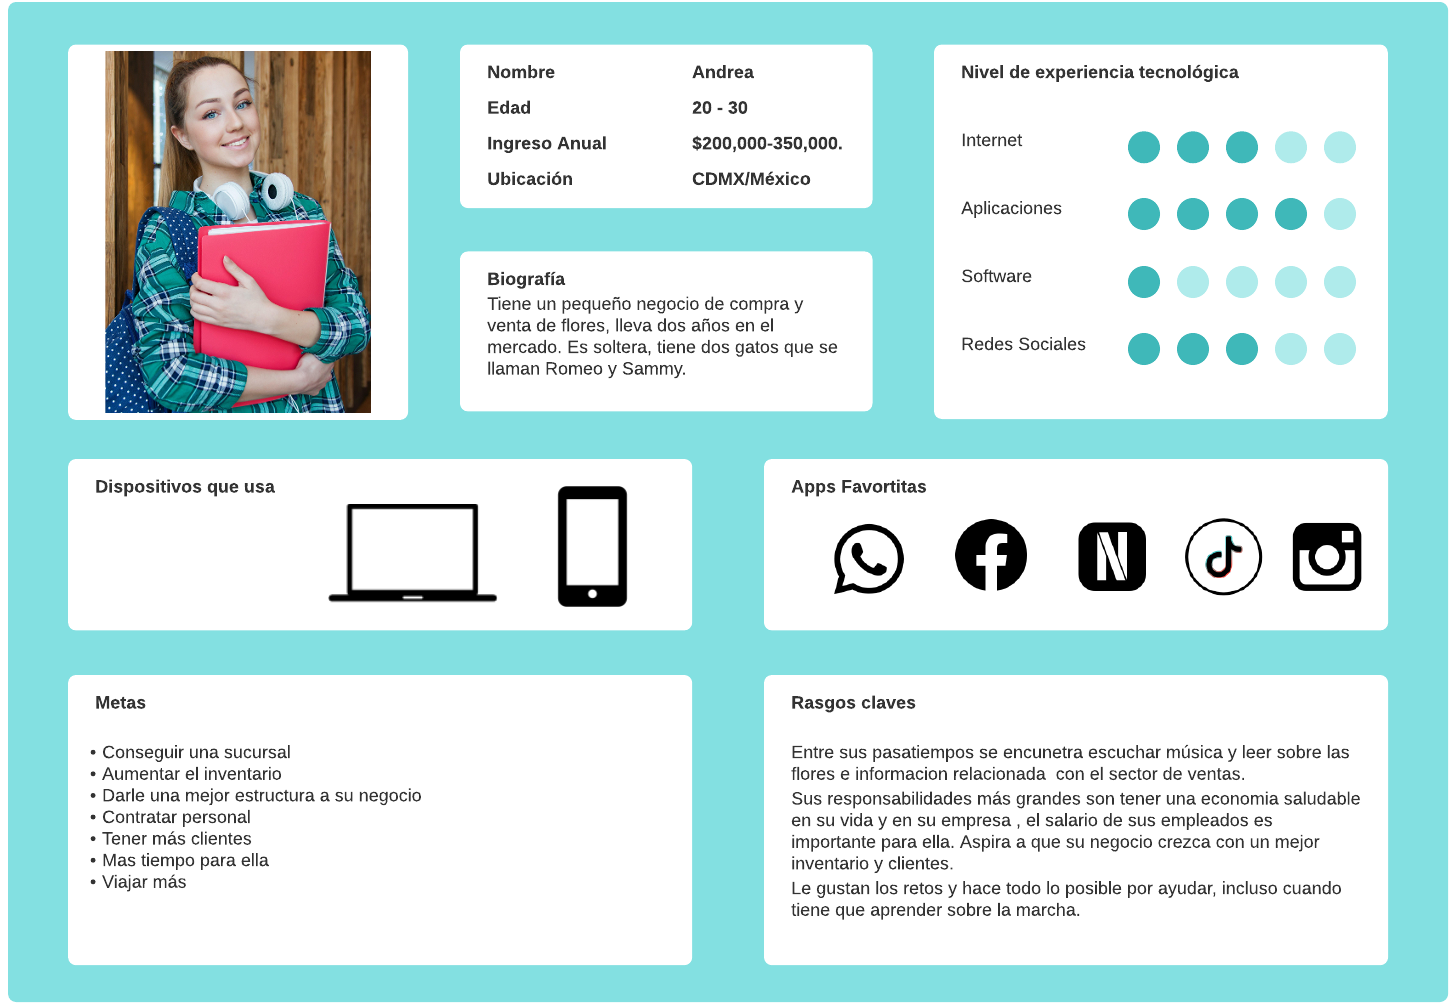 Nombre Andrea
Edad 20 - 30
Ingreso Anual $200,000-350,000.
Ubicación CDMX/México
Biografía
Tiene un pequeño negocio de compra y
venta de flores, lleva dos años en el
mercado. Es soltera, tiene dos gatos que se
llaman Romeo y Sammy.
Nivel de experiencia tecnológica
Internet
Aplicaciones
Software
Redes Sociales
Dispositivos que usa
Apps Favortitas
N
Metas
• Conseguir una sucursal
• Aumentar el inventario
• Darle una mejor estructura a su negocio
• Contratar personal
• Tener más clientes
• Mas tiempo para ella
• Viajar más
Rasgos claves
Entre sus pasatiempos se encunetra escuchar música y leer sobre las
flores e informacion relacionada  con el sector de ventas.
Sus responsabilidades más grandes son tener una economia saludable
en su vida y en su empresa , el salario de sus empleados es
importante para ella. Aspira a que su negocio crezca con un mejor
inventario y clientes.
Le gustan los retos y hace todo lo posible por ayudar, incluso cuando
tiene que aprender sobre la marcha.